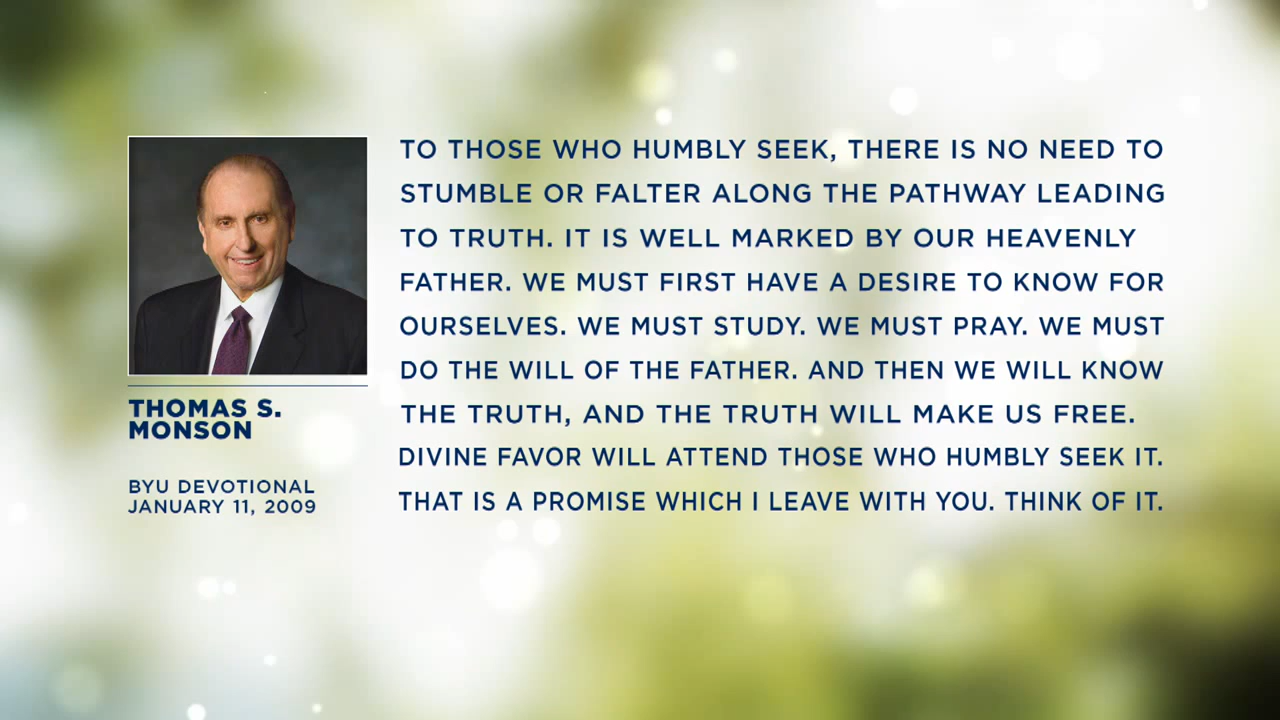 TO THOSE WHO HUMBLY SEEK, THERE IS NO NEED TO
STUMBLE OR FALTER ALONG THE PATHWAY LEADING
TO TRUTH. IT IS WELL MARKED BY OUR HEAVENLY
FATHER. WE MUST FIRST HAVE A DESIRE TO KNOW FOR
OURSELVES. WE MUST STUDY. WE MUST PRAY. WE MUST
DO THE WILL OF THE FATHER. AND THEN WE WILL KNOW
THE TRUTH, AND THE TRUTH WILL MAKE US FREE.
DIVINE FAVOR WILL ATTEND THOSE WHO HUMBLY SEEK IT.
THAT IS A PROMISE WHICH I LEAVE WITH YOU. THINK OF IT.
THOMAS S.
MONSON
BYU DEVOTIONAL
JANUARY 11, 2009